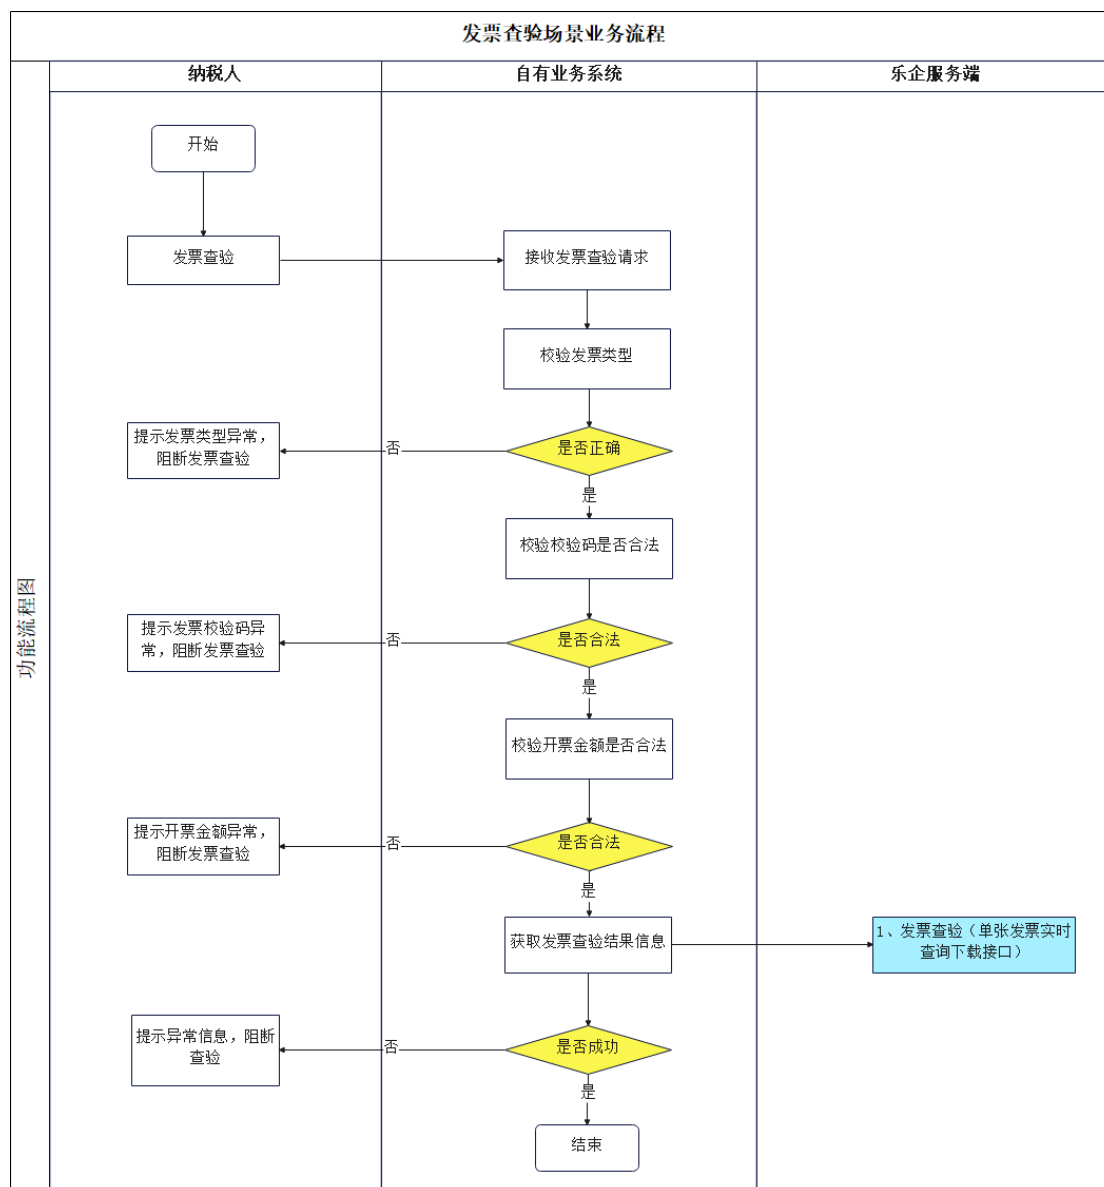 发票查验场景业务流程
纳税人
自有业务系统
乐企服务端
功能流程图
开始
发票查验
接收发票查验请求
校验发票类型
提示发票类型异常，
阻断发票查验
否
是否正确
是
校验校验码是否合法
提示发票校验码异
常，阻断发票查验
否
是否合法
是
校验开票金额是否合法
提示开票金额异常，
阻断发票查验
否
是否合法
是
获取发票查验结果信息
1、发票查验（单张发票实时
查询下载接口）
提示异常信息，阻断
查验
否
是否成功
是
结束